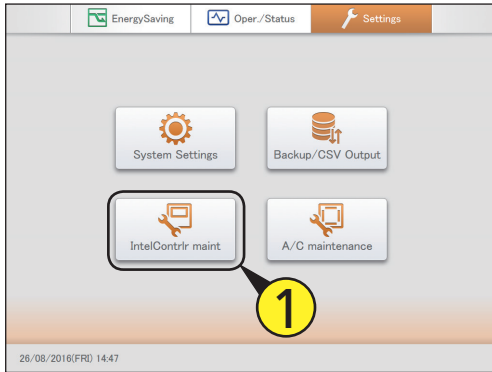 EnergySaving
Oper./Status
Settings
System Settings
Backup/CSV Output
IntelContrlr maint
A/C maintenance
1
26/08/2016(FRI) 14:47